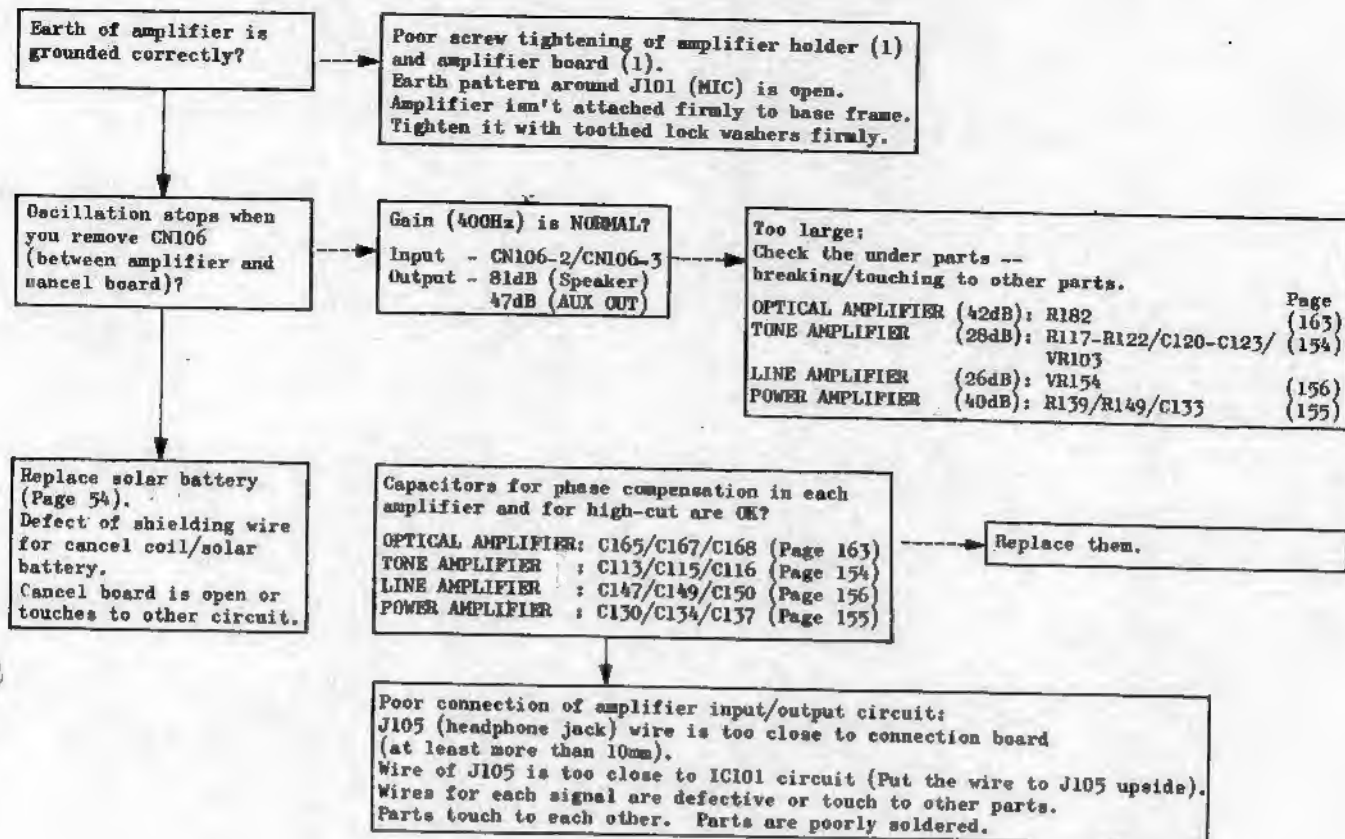 Earth of amplifier is
grounded correctly?
Poor screw tightening of amplifier holder (1)
and amplifier board (1).
Earth pattern around J101 (MIC) is open.
Amplifier isn't attached firmly to base frame.
Tighten it with toothed lock washers firmly.
Oscillation stops when
you remove CN106
(between amplifier and
cancel board)?
Gain (400Hz) is NORMAL?
Input - CN106-2/CN106-3
Output - 81dB (Speaker)
47dB (AUX OUT)
Too large:
Check the under parts --
breaking/touching to other parts.
Page
OPTICAL AMPLIFIER (42dB): R182 (163)
TONE AMPLIFIER (28dB): R117-R122/C120-C123/ (154)
VR103
LINE AMPLIFIER (26dB): VR154 (156)
POWER AMPLIFIER (40dB): R139/R149/C133 (155)
Replace solar battery
(Page 54).
Defect of shielding wire
for cancel coil/solar
battery.
Cancel board is open or
touches to other circuit.
Capacitors for phase compensation in each
amplifier and for high-cut are OK?
OPTICAL AMPLIFIER: C165/C167/C168 (Page 163)
TONE AMPLIFIER : C113/C115/C116 (Page 154)
LINE AMPLIFIER : C147/C149/C150 (Page 156)
POWER AMPLIFIER : C130/C134/C137 (Page 155)
Replace them.
Poor connection of amplifier input/output circuit:
J105 (headphone jack) wire is too close to connection board
(at least more than 10mm).
Wire of J105 is too close to IC101 circuit (Put the wire to J105 upside).
Wires for each signal are defective or touch to other parts.
Parts touch to each other. Parts are poorly soldered.